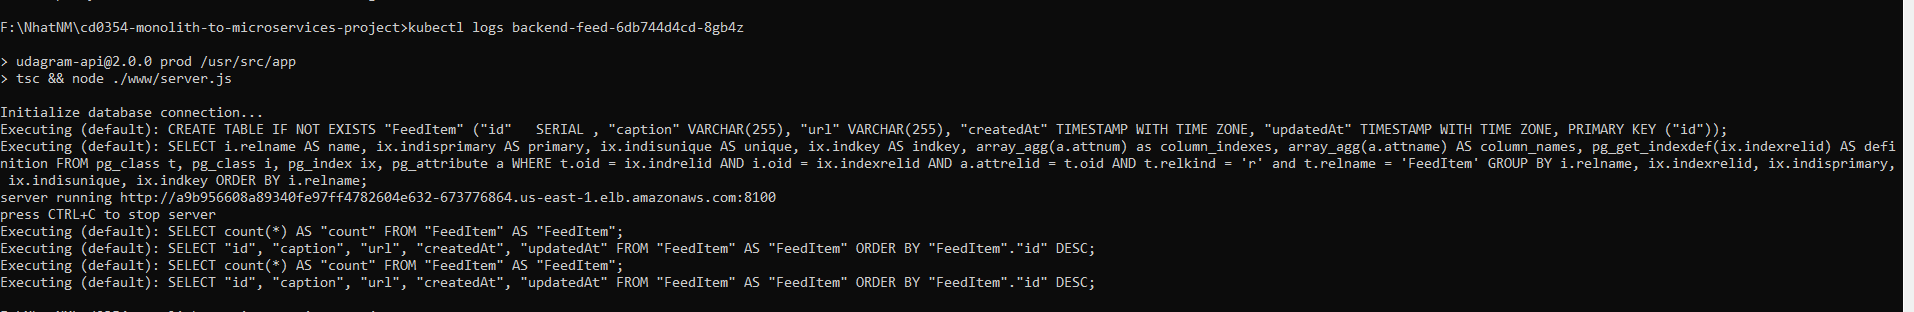 F:\NhatNM\cd0354-monolith-to-microservices-project>kubectl logs backend-feed-6db744d4cd-8gb4z
> udagram-api@2.0.0 prod /usr/src/app
> tsc && node ./www/server.js
Initialize database connection...
Executing (default): CREATE TABLE IF NOT EXISTS "FeedItem" ("id"   SERIAL , "caption" VARCHAR(255), "url" VARCHAR(255), "createdAt" TIMESTAMP WITH TIME ZONE, "updatedAt" TIMESTAMP WITH TIME ZONE, PRIMARY KEY ("id"));
Executing (default): SELECT i.relname AS name, ix.indisprimary AS primary, ix.indisunique AS unique, ix.indkey AS indkey, array_agg(a.attnum) as column_indexes, array_agg(a.attname) AS column_names, pg_get_indexdef(ix.indexrelid) AS defi
nition FROM pg_class t, pg_class i, pg_index ix, pg_attribute a WHERE t.oid = ix.indrelid AND i.oid = ix.indexrelid AND a.attrelid = t.oid AND t.relkind = 'r' and t.relname = 'FeedItem' GROUP BY i.relname, ix.indexrelid, ix.indisprimary,
 ix.indisunique, ix.indkey ORDER BY i.relname;
server running http://a9b956608a89340fe97ff4782604e632-673776864.us-east-1.elb.amazonaws.com:8100
press CTRL+C to stop server
Executing (default): SELECT count(*) AS "count" FROM "FeedItem" AS "FeedItem";
Executing (default): SELECT "id", "caption", "url", "createdAt", "updatedAt" FROM "FeedItem" AS "FeedItem" ORDER BY "FeedItem"."id" DESC;
Executing (default): SELECT count(*) AS "count" FROM "FeedItem" AS "FeedItem";
Executing (default): SELECT "id", "caption", "url", "createdAt", "updatedAt" FROM "FeedItem" AS "FeedItem" ORDER BY "FeedItem"."id" DESC;